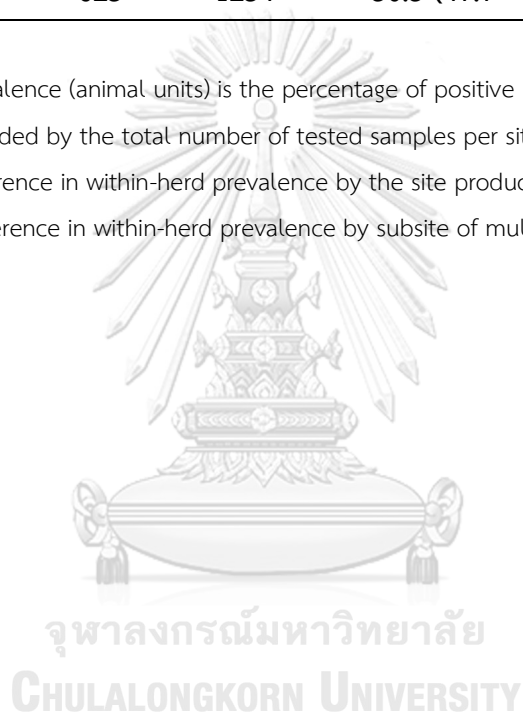 alence (animal units) is the percentage of positive
ded by the total number of tested samples per sit
rence in within-herd prevalence by the site produc
erence in within-herd prevalence by subsite of mul
จุฬาลงกรณ์มหาวิทยาลัย
CHULALONGKORN UNIVERSITY